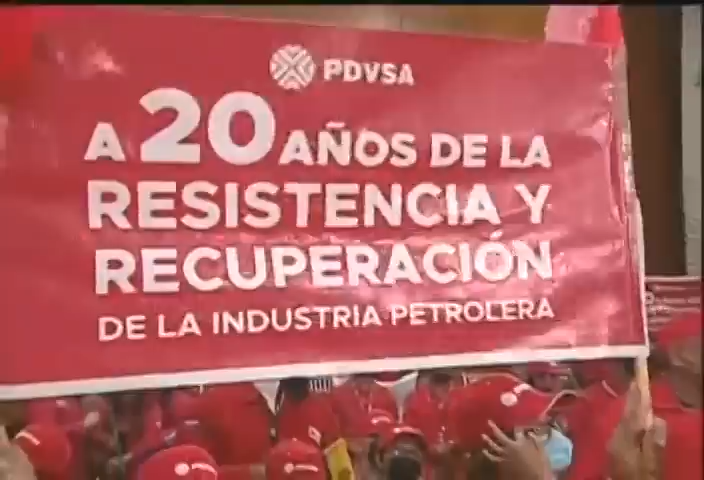 PDVSA
A 20 AÑOS DE LA
RESISTENCIA Y
RECUPERACIÓN
DE LA INDUSTRIA PETROLERA